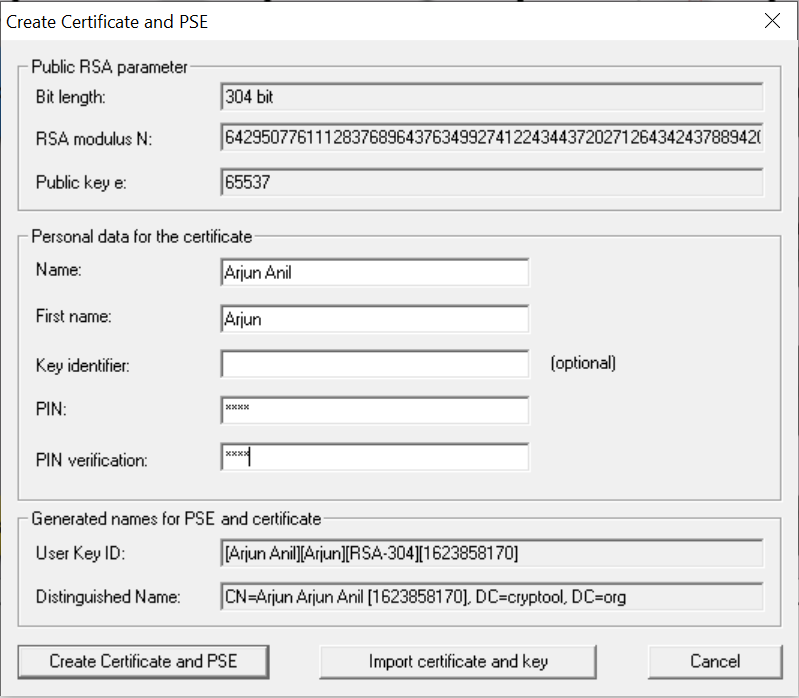 Create Certificate and PSE
Public RSA parameter
Bit length: 304 bit
RSA modulus N: 64295077611128376896437634992741224344372027126434243788942
Public key e: 65537
Personal data for the certificate
Name: Arjun Anil
First name: Arjun
Key identifier: (optional)
PIN: ****
PIN verification: ****
Generated names for PSE and certificate
User Key ID: [Arjun Anil][Arjun][RSA-304][1623858170]
Distinguished Name: CN=Arjun Arjun Anil [1623858170], DC=cryptool, DC=org
Create Certificate and PSE Import certificate and key Cancel